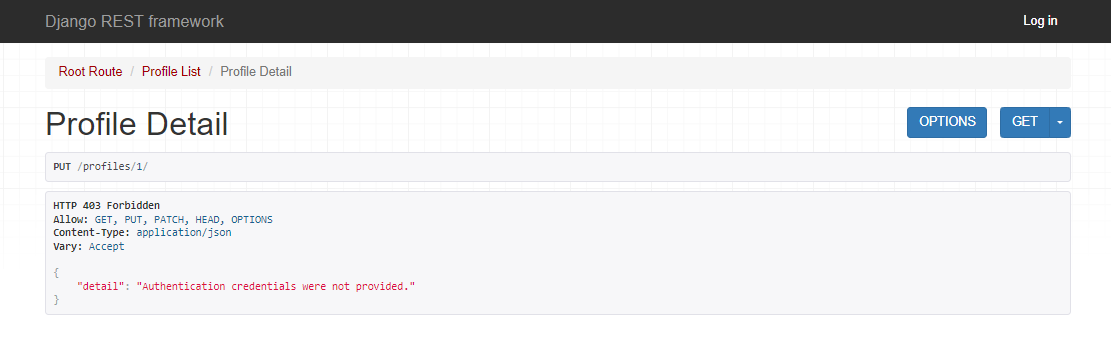 Django REST framework Log in
Root Route / Profile List / Profile Detail
Profile Detail OPTIONS GET
PUT /profiles/1/
HTTP 403 Forbidden
Allow: GET, PUT, PATCH, HEAD, OPTIONS
Content-Type: application/json
Vary: Accept
{
    "detail": "Authentication credentials were not provided."
}